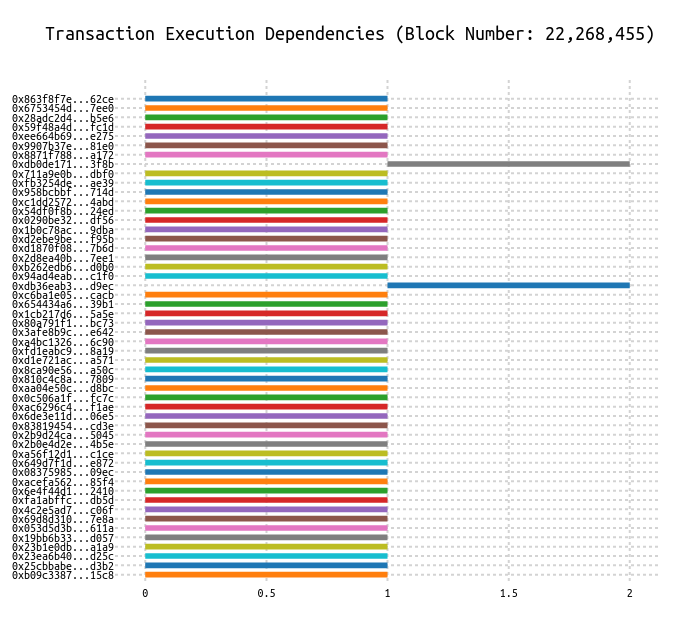 Transaction Execution Dependencies (Block Number: 22,268,455)
0x863f8f7e...62ce
0x6753454d...7ee0
0x28adc2d4...b5e6
0x59f48a4d...fc1d
0xee664b69...e275
0x9907b37e...81e0
0x8871f788...a172
0xdb0de171...3f8b
0x711a9e0b...dbf0
0xfb3254de...ae39
0x958bcbbf...714d
0xc1dd2572...4abd
0x54df0f8b...24ed
0x0290be32...df56
0x1b0c78ac...9dba
0xd2ebe9be...f95b
0xd1870f08...7b6d
0x2d8ea40b...7ee1
0xb262edb6...d0b0
0x94ad4eab...c1f0
0xdb36eab3...d9ec
0xc6ba1e05...cacb
0x654434a6...39b1
0x1cb217d6...5a5e
0x80a791f1...bc73
0x3afe8b9c...e642
0xa4bc1326...6c90
0xfd1eabc9...8a19
0xd1e721ac...a571
0x8ca90e56...a50c
0x810c4c8a...7809
0xaa04e50c...d8bc
0x0c506a1f...fc7c
0xac6296c4...f1ae
0x6de3e11d...06e5
0x83819454...cd3e
0x2b9d24ca...5045
0x2b0e4d2e...4b5e
0xa56f12d1...c1ce
0x649d7f1d...e872
0x08375985...09ec
0xacefa562...85f4
0x6e4f44d1...2410
0xfa1abffc...db5d
0x4c2e5ad7...c06f
0x69d8d310...7e8a
0x053d5d3b...611a
0x19bb6b33...d057
0x23b1e0db...a1a9
0x23ea6b40...d25c
0x25cbbabe...d3b2
0xb09c3387...15c8
0 0.5 1 1.5 2